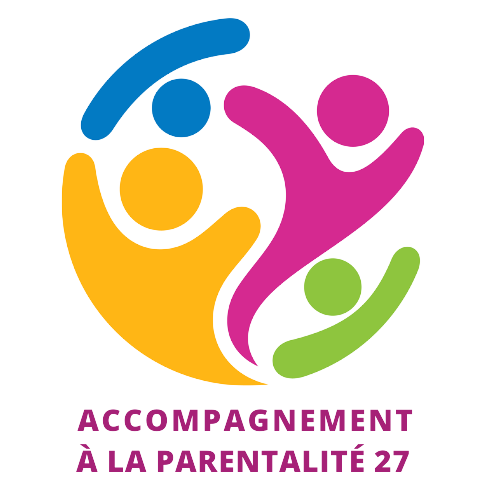 ACCOMPAGNEMENT
À LA PARENTALITÉ 27